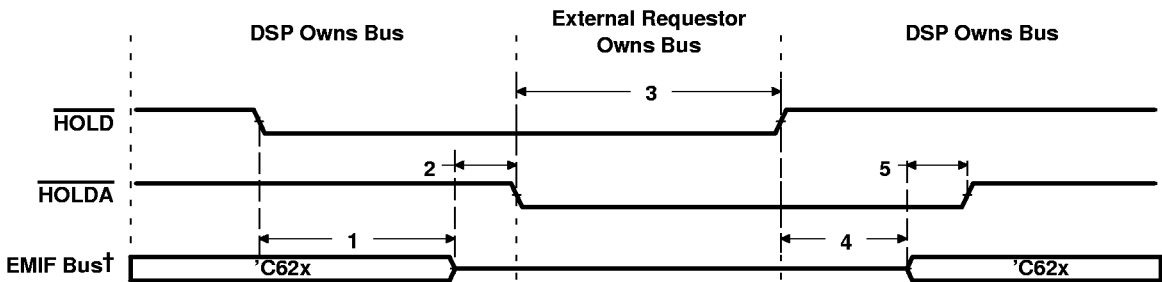 DSP Owns Bus
External Requestor
Owns Bus
DSP Owns Bus
3
HOLD
2
5
HOLDA
1
4
EMIF Bus†
'C62x
'C62x